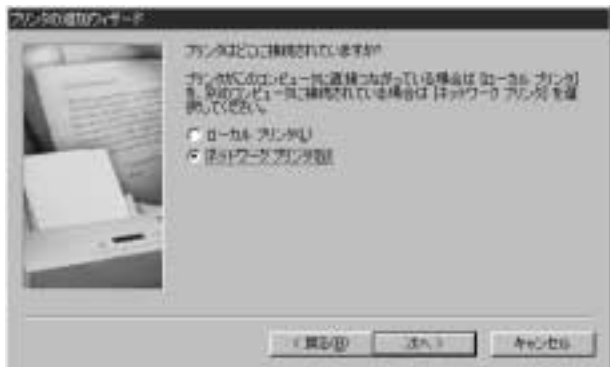 プリンタの追加ウィザード
プリンタはどこに接続されていますか?
プリンタがこのコンピュータに直接つながっている場合は [ローカル プリンタ]
を、別のコンピュータに接続されている場合は [ネットワーク プリンタ] を選
択してください。
ローカル プリンタ(L)
ネットワーク プリンタ(N)
< 戻る(B)
次へ >
キャンセル